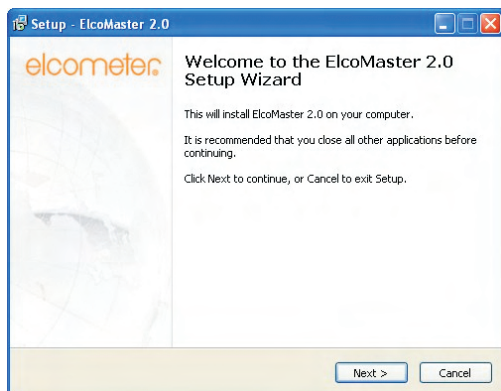 Setup - ElcoMaster 2.0
elcometer
Welcome to the ElcoMaster 2.0
Setup Wizard
This will install ElcoMaster 2.0 on your computer.
It is recommended that you close all other applications before
continuing.
Click Next to continue, or Cancel to exit Setup.
Next >
Cancel